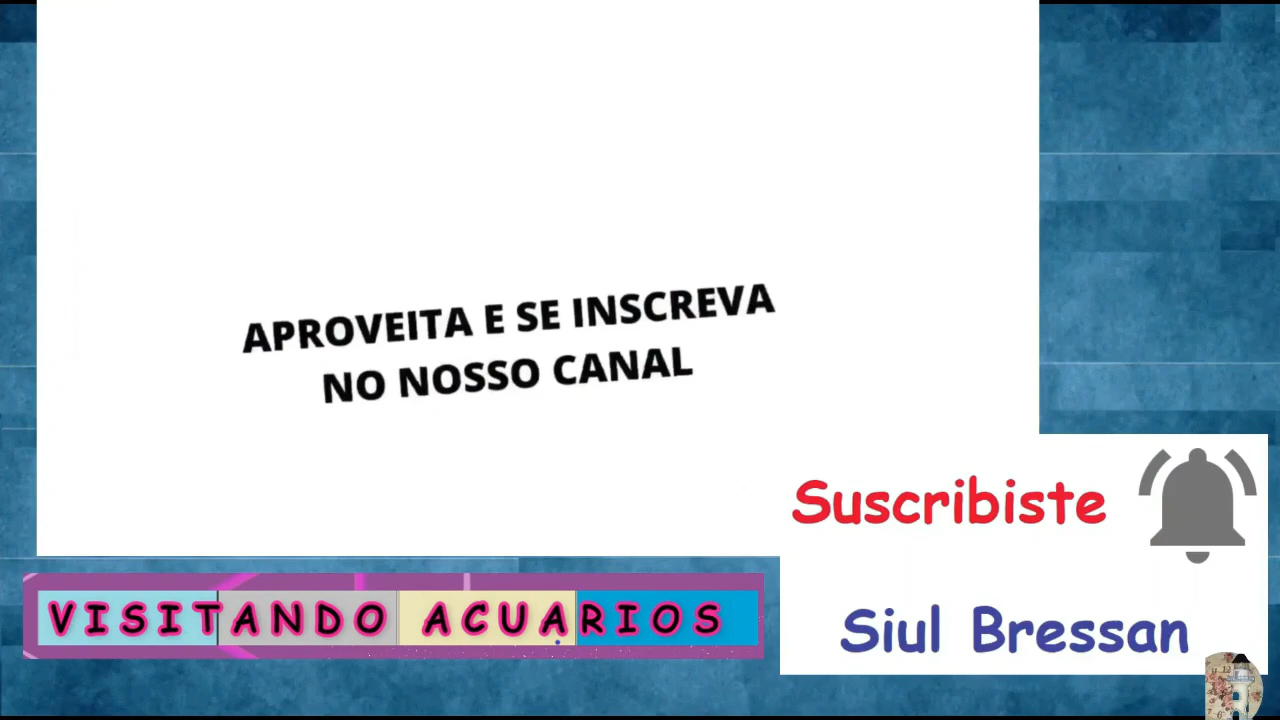 APROVEITA E SE INSCREVA
NO NOSSO CANAL
Suscribiste
Siul Bressan
VISITANDO ACUARIOS